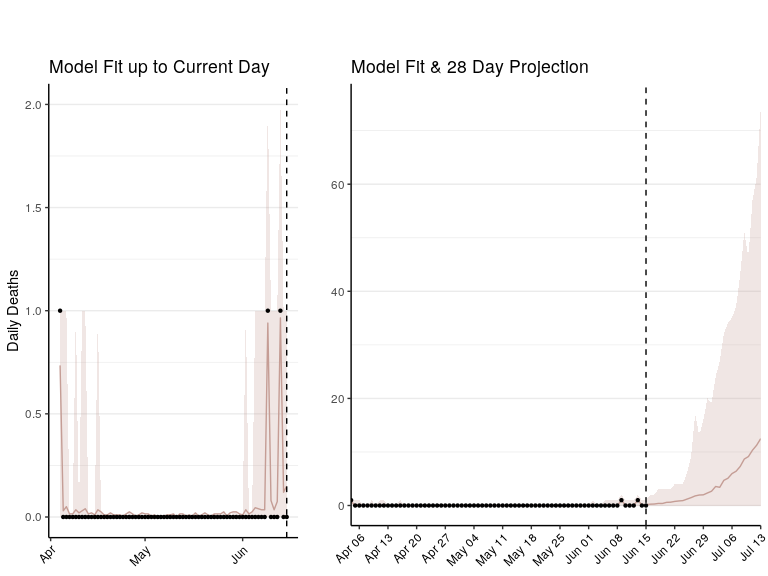 Model Fit up to Current Day
Model Fit & 28 Day Projection
Daily Deaths
2.0
1.5
1.0
0.5
0.0
Apr
May
Jun
60
40
20
0
Apr 06
Apr 13
Apr 20
Apr 27
May 04
May 11
May 18
May 25
Jun 01
Jun 08
Jun 15
Jun 22
Jun 29
Jul 06
Jul 13